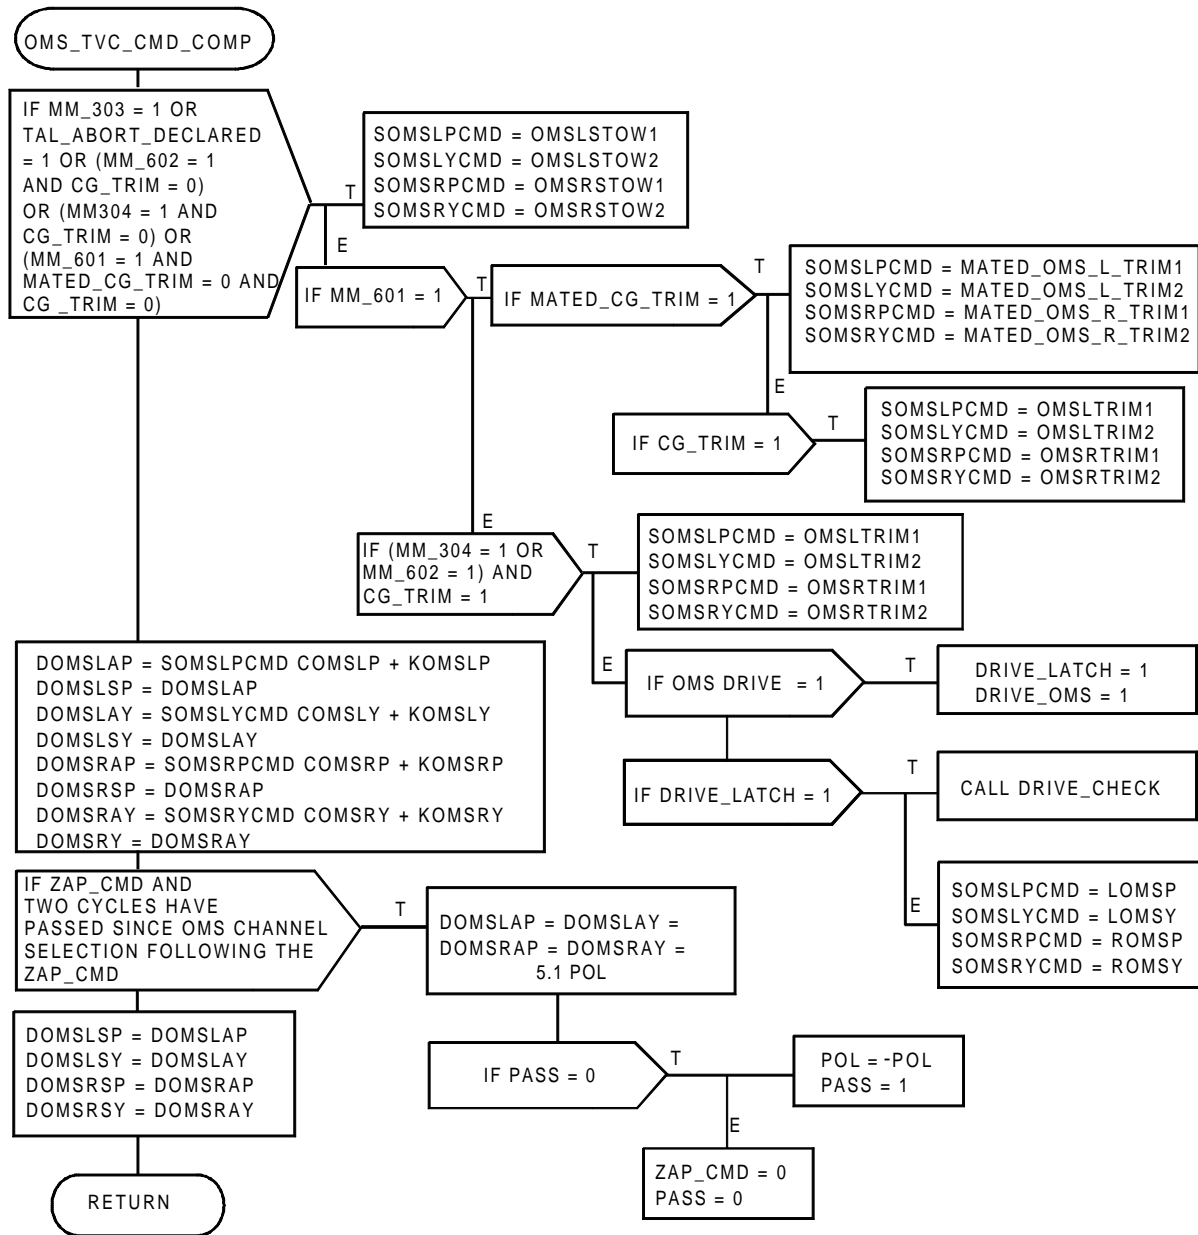 OMS_TVC_CMD_COMP
IF MM_303 = 1 OR
TAL_ABORT_DECLARED
= 1 OR (MM_602 = 1
AND CG_TRIM = 0)
OR (MM304 = 1 AND
CG_TRIM = 0) OR
(MM_601 = 1 AND
MATED_CG_TRIM = 0 AND
CG _TRIM = 0)
T
SOMSLPCMD = OMSLSTOW1
SOMSLYCMD = OMSLSTOW2
SOMSRPCMD = OMSRSTOW1
SOMSRYCMD = OMSRSTOW2
E
IF MM_601 = 1
T
IF MATED_CG_TRIM = 1
T
SOMSLPCMD = MATED_OMS_L_TRIM1
SOMSLYCMD = MATED_OMS_L_TRIM2
SOMSRPCMD = MATED_OMS_R_TRIM1
SOMSRYCMD = MATED_OMS_R_TRIM2
E
IF CG_TRIM = 1
T
SOMSLPCMD = OMSLTRIM1
SOMSLYCMD = OMSLTRIM2
SOMSRPCMD = OMSRTRIM1
SOMSRYCMD = OMSRTRIM2
E
IF (MM_304 = 1 OR
MM_602 = 1) AND
CG_TRIM = 1
T
SOMSLPCMD = OMSLTRIM1
SOMSLYCMD = OMSLTRIM2
SOMSRPCMD = OMSRTRIM1
SOMSRYCMD = OMSRTRIM2
E
IF OMS DRIVE = 1
T
DRIVE_LATCH = 1
DRIVE_OMS = 1
IF DRIVE_LATCH = 1
T
CALL DRIVE_CHECK
E
SOMSLPCMD = LOMSP
SOMSLYCMD = LOMSY
SOMSRPCMD = ROMSP
SOMSRYCMD = ROMSY
DOMSLAP = SOMSLPCMD COMSLP + KOMSLP
DOMSLSP = DOMSLAP
DOMSLAY = SOMSLYCMD COMSLY + KOMSLY
DOMSLSY = DOMSLAY
DOMSRAP = SOMSRPCMD COMSRP + KOMSRP
DOMSRSP = DOMSRAP
DOMSRAY = SOMSRYCMD COMSRY + KOMSRY
DOMSRY = DOMSRAY
IF ZAP_CMD AND
TWO CYCLES HAVE
PASSED SINCE OMS CHANNEL
SELECTION FOLLOWING THE
ZAP_CMD
T
DOMSLAP = DOMSLAY =
DOMSRAP = DOMSRAY =
5.1 POL
IF PASS = 0
T
POL = -POL
PASS = 1
E
ZAP_CMD = 0
PASS = 0
DOMSLSP = DOMSLAP
DOMSLSY = DOMSLAY
DOMSRSP = DOMSRAP
DOMSRSY = DOMSRAY
RETURN